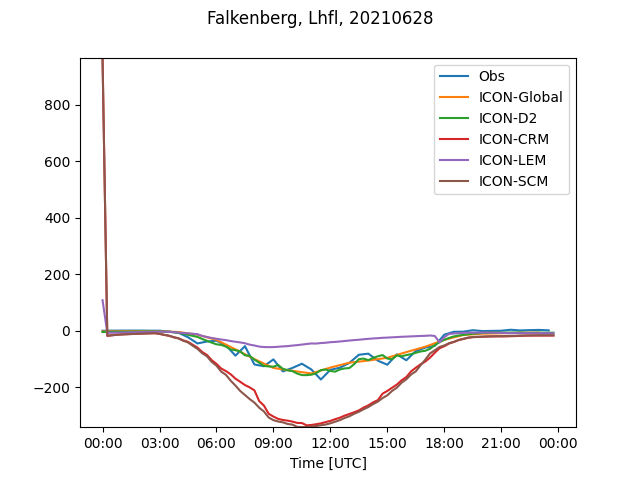 Falkenberg, Lhfl, 20210628
Obs
ICON-Global
ICON-D2
ICON-CRM
ICON-LEM
ICON-SCM
800
600
400
200
0
−200
00:00 03:00 06:00 09:00 12:00 15:00 18:00 21:00 00:00
Time [UTC]